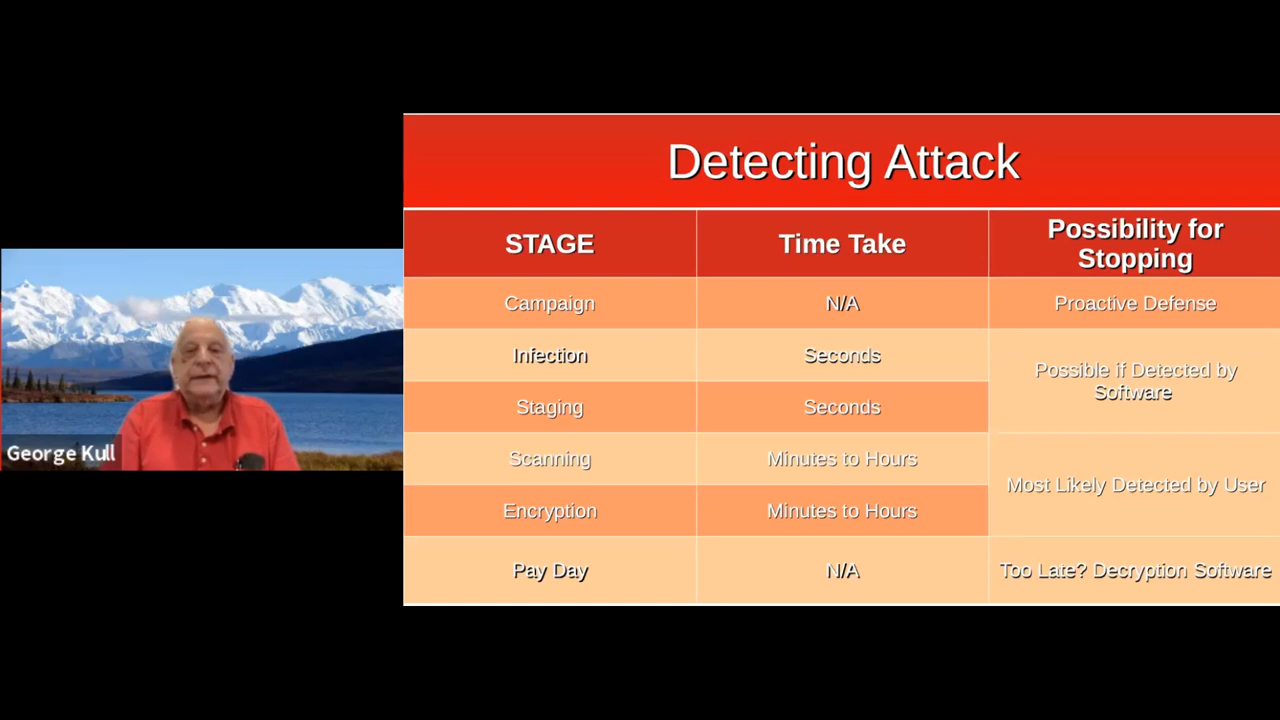 Detecting Attack
STAGE
Time Take
Possibility for
Stopping
Campaign
N/A
Proactive Defense
Infection
Seconds
Possible if Detected by
Software
Staging
Seconds
Scanning
Minutes to Hours
Most Likely Detected by User
Encryption
Minutes to Hours
Pay Day
N/A
Too Late? Decryption Software
George Kull